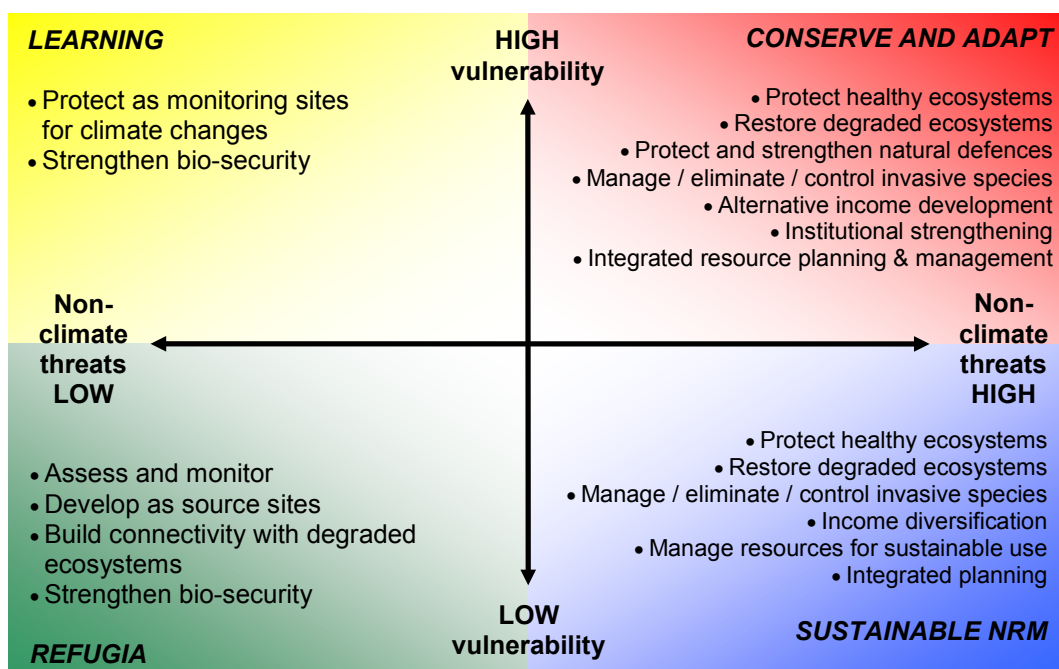 LEARNING
• Protect as monitoring sites
for climate changes
• Strengthen bio-security
HIGH
vulnerability
CONSERVE AND ADAPT
• Protect healthy ecosystems
• Restore degraded ecosystems
• Protect and strengthen natural defences
• Manage / eliminate / control invasive species
• Alternative income development
• Institutional strengthening
• Integrated resource planning & management
Non-
climate
threats
LOW
Non-
climate
threats
HIGH
• Assess and monitor
• Develop as source sites
• Build connectivity with degraded
ecosystems
• Strengthen bio-security
REFUGIA
LOW
vulnerability
• Protect healthy ecosystems
• Restore degraded ecosystems
• Manage / eliminate / control invasive species
• Income diversification
• Manage resources for sustainable use
• Integrated planning
SUSTAINABLE NRM